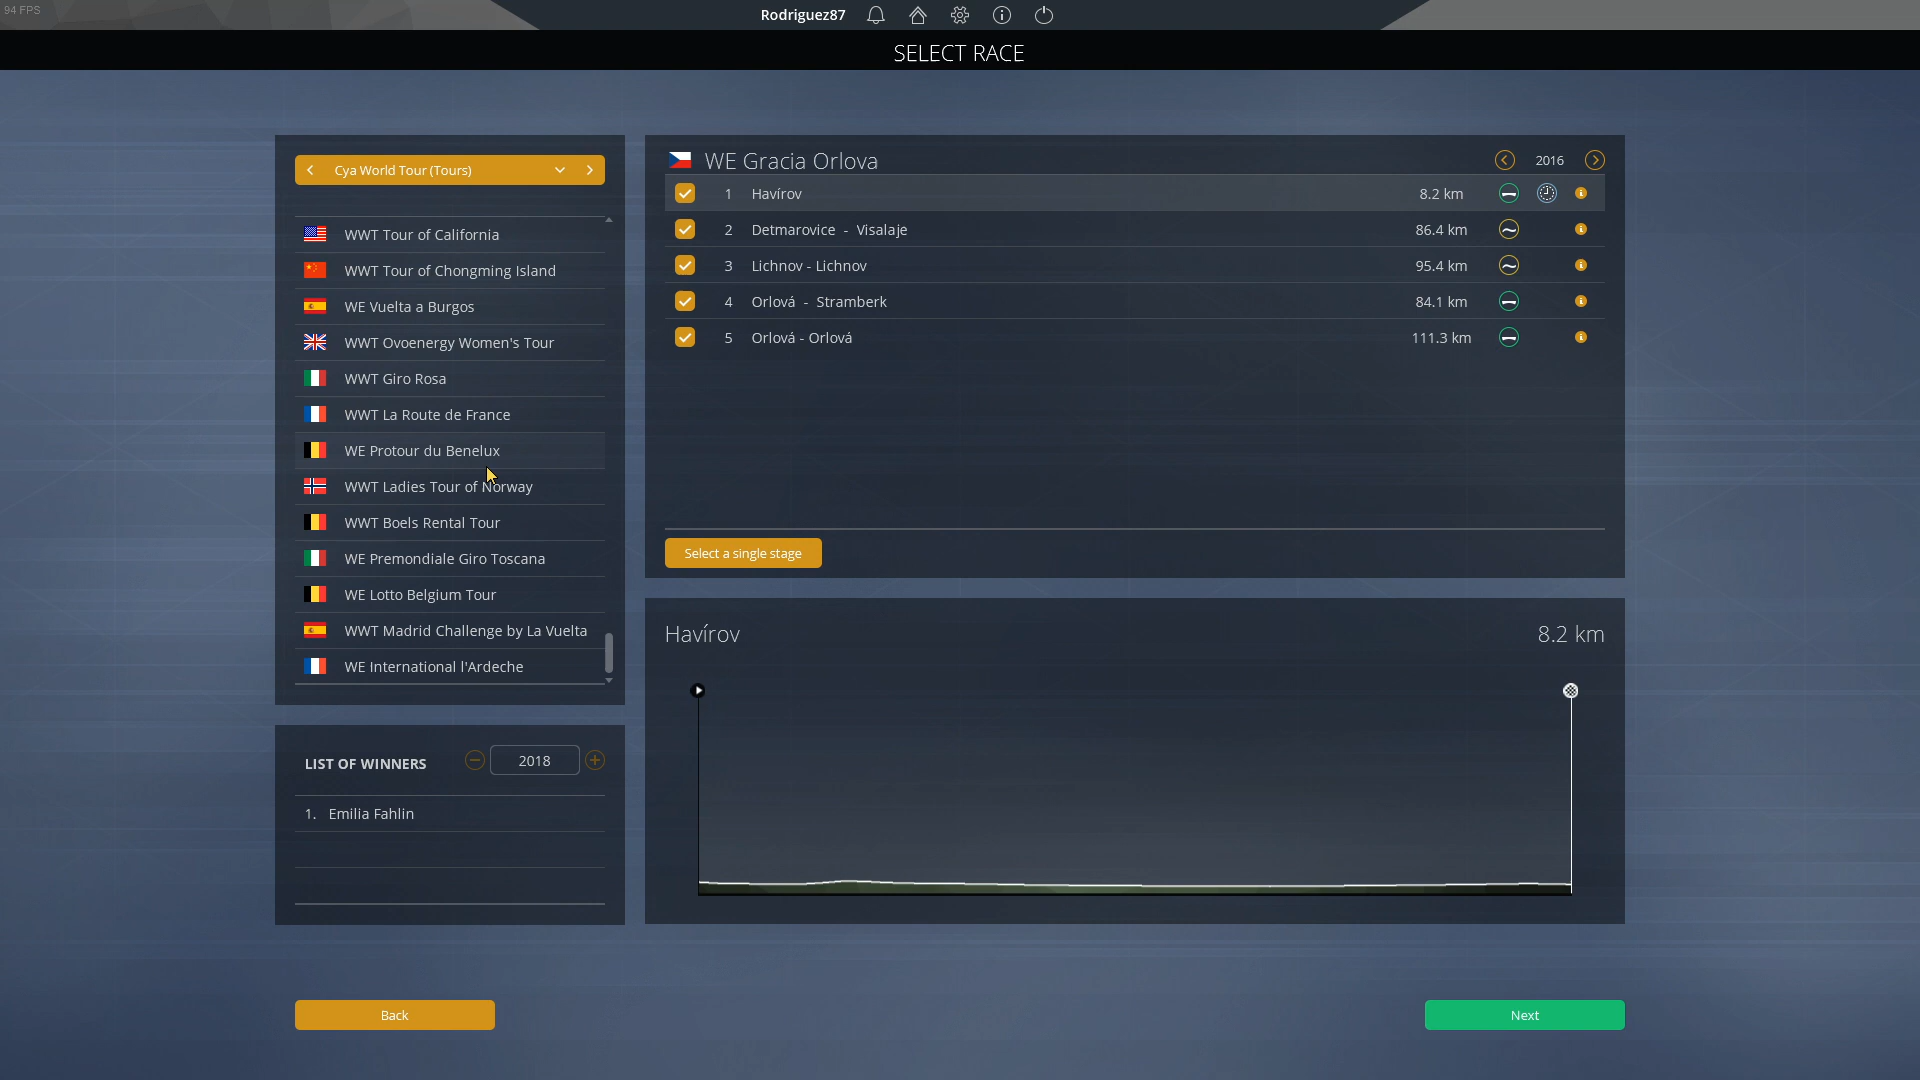 94 FPS
Rodriguez87
SELECT RACE
Cya World Tour (Tours)
WWT Tour of California
WWT Tour of Chongming Island
WE Vuelta a Burgos
WWT Ovoenergy Women's Tour
WWT Giro Rosa
WWT La Route de France
WE Protour du Benelux
WWT Ladies Tour of Norway
WWT Boels Rental Tour
WE Premondiale Giro Toscana
WE Lotto Belgium Tour
WWT Madrid Challenge by La Vuelta
WE International l'Ardeche
LIST OF WINNERS 2018
1. Emilia Fahlin
WE Gracia Orlova 2016
1 Havírov 8.2 km
2 Detmarovice - Visalaje 86.4 km
3 Lichnov - Lichnov 95.4 km
4 Orlová - Stramberk 84.1 km
5 Orlová - Orlová 111.3 km
Select a single stage
Havírov 8.2 km
Back
Next